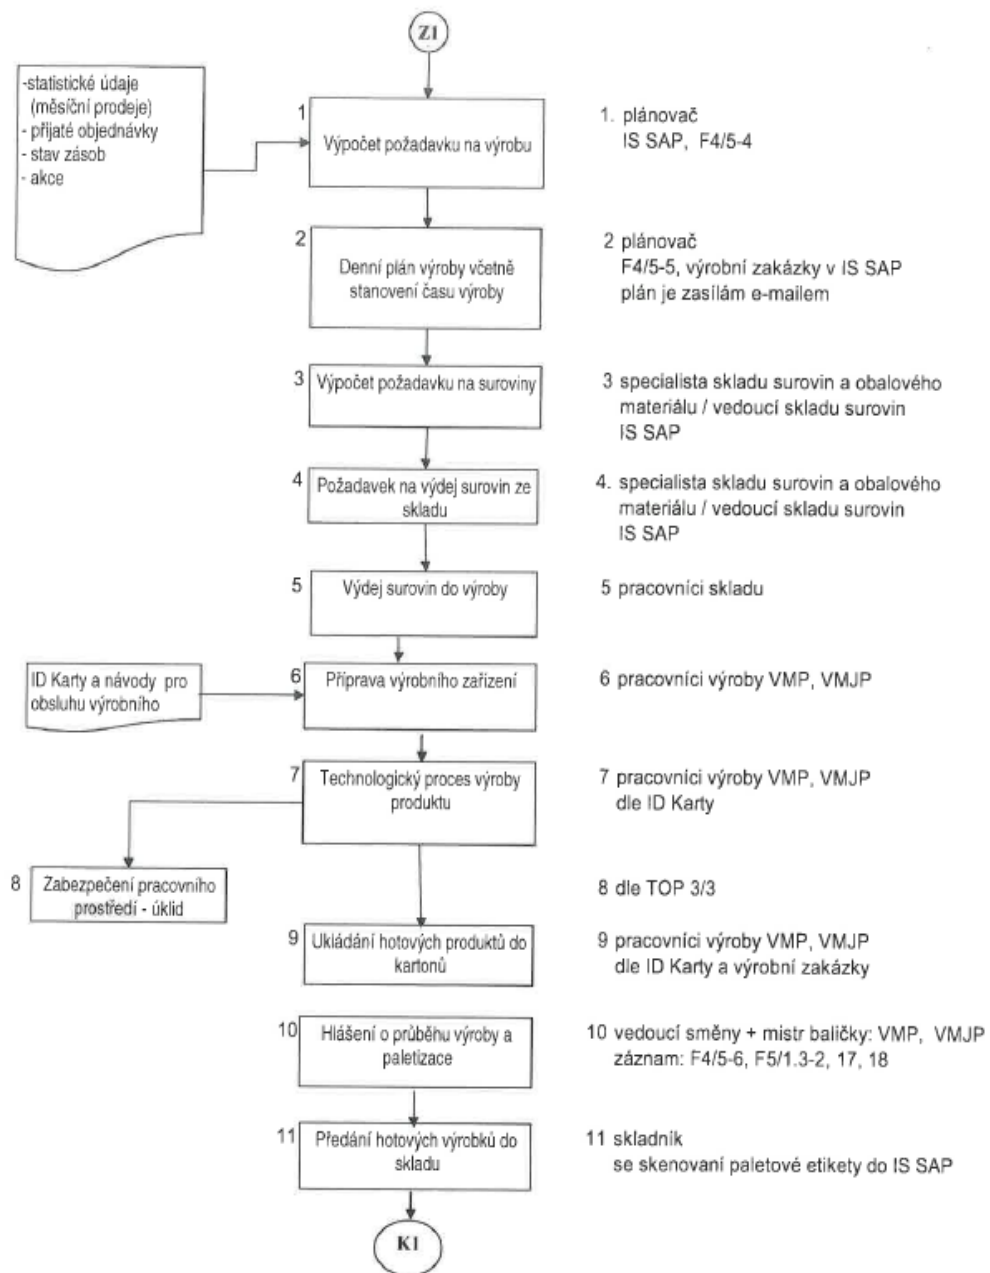 Z1
-statistické údaje
(měsíční prodeje)
- přijaté objednávky
- stav zásob
- akce
1
Výpočet požadavku na výrobu
1. plánovač
IS SAP, F4/5-4
2
Denní plán výroby včetně
stanovení času výroby
2 plánovač
F4/5-5, výrobní zakázky v IS SAP
plán je zasílám e-mailem
3
Výpočet požadavku na suroviny
3 specialista skladu surovin a obalového
materiálu / vedoucí skladu surovin
IS SAP
4
Požadavek na výdej surovin ze
skladu
4. specialista skladu surovin a obalového
materiálu / vedoucí skladu surovin
IS SAP
5
Výdej surovin do výroby
5 pracovníci skladu
ID Karty a návody pro
obsluhu výrobního
6
Příprava výrobního zařízení
6 pracovníci výroby VMP, VMJP
7
Technologický proces výroby
produktu
7 pracovníci výroby VMP, VMJP
dle ID Karty
8
Zabezpečení pracovního
prostředí - úklid
8 dle TOP 3/3
9
Ukládání hotových produktů do
kartonů
9 pracovníci výroby VMP, VMJP
dle ID Karty a výrobní zakázky
10
Hlášení o průběhu výroby a
paletizace
10 vedoucí směny + mistr baličky: VMP, VMJP
záznam: F4/5-6, F5/1.3-2, 17, 18
11
Předání hotových výrobků do
skladu
11 skladník
se skenovaní paletové etikety do IS SAP
K1